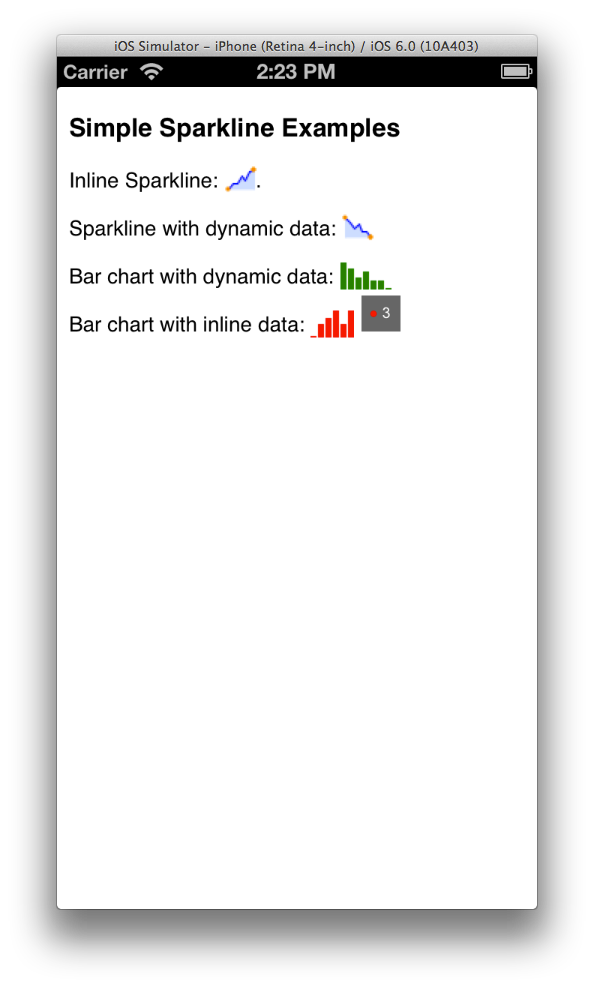 iOS Simulator – iPhone (Retina 4-inch) / iOS 6.0 (10A403)
Carrier 2:23 PM
Simple Sparkline Examples
Inline Sparkline: .
Sparkline with dynamic data:
Bar chart with dynamic data:
Bar chart with inline data: 3